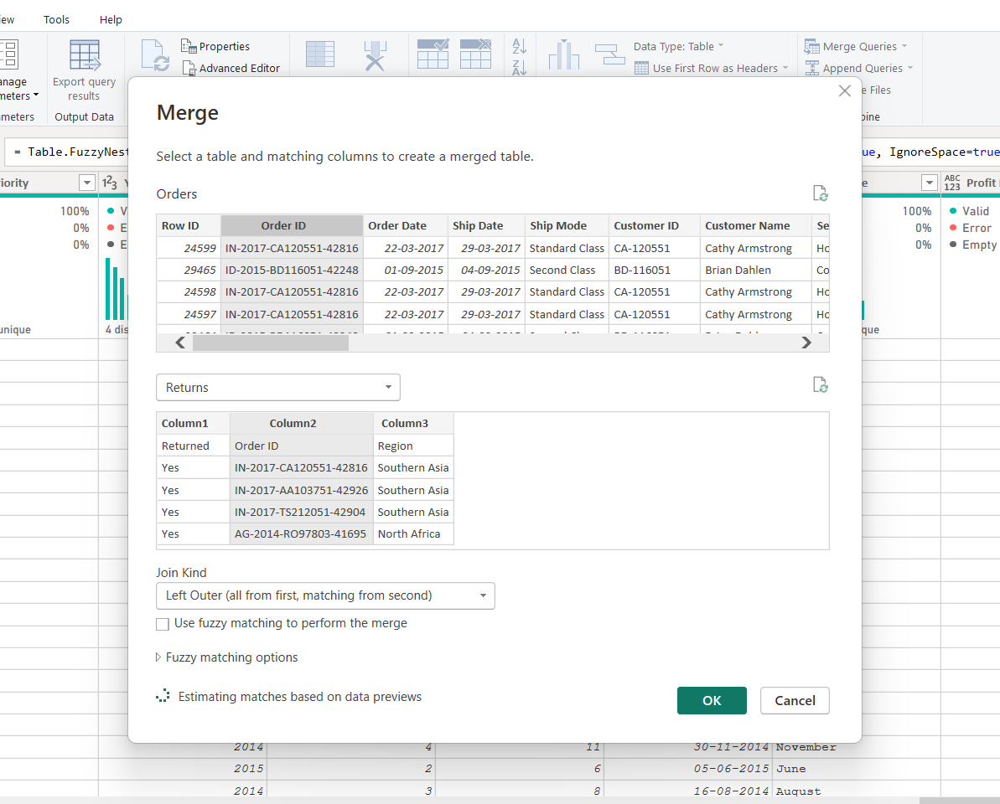 iew Tools Help
Properties Data Type: Table Merge Queries
anage Export query Advanced Editor Use First Row as Headers Append Queries
meters results e Files
ameters Output Data bine
Merge
= Table.FuzzyNest ue, IgnoreSpace=true
Select a table and matching columns to create a merged table.
iority 1 2 3 Y e ABC 123 Profit
Orders
100% V 100% Valid
0% E 0% Error
0% E 0% Empty
Row ID Order ID Order Date Ship Date Ship Mode Customer ID Customer Name Se
24599 IN-2017-CA120551-42816 22-03-2017 29-03-2017 Standard Class CA-120551 Cathy Armstrong Ho
29465 ID-2015-BD116051-42248 01-09-2015 04-09-2015 Second Class BD-116051 Brian Dahlen Co
24598 IN-2017-CA120551-42816 22-03-2017 29-03-2017 Standard Class CA-120551 Cathy Armstrong Ho
24597 IN-2017-CA120551-42816 22-03-2017 29-03-2017 Standard Class CA-120551 Cathy Armstrong Ho
unique 4 dis que
Returns
Column1 Column2 Column3
Returned Order ID Region
Yes IN-2017-CA120551-42816 Southern Asia
Yes IN-2017-AA103751-42926 Southern Asia
Yes IN-2017-TS212051-42904 Southern Asia
Yes AG-2014-RO97803-41695 North Africa
Join Kind
Left Outer (all from first, matching from second)
Use fuzzy matching to perform the merge
Fuzzy matching options
Estimating matches based on data previews
OK Cancel
2014 4 11 30-11-2014 November
2015 2 6 05-06-2015 June
2014 3 8 16-08-2014 August